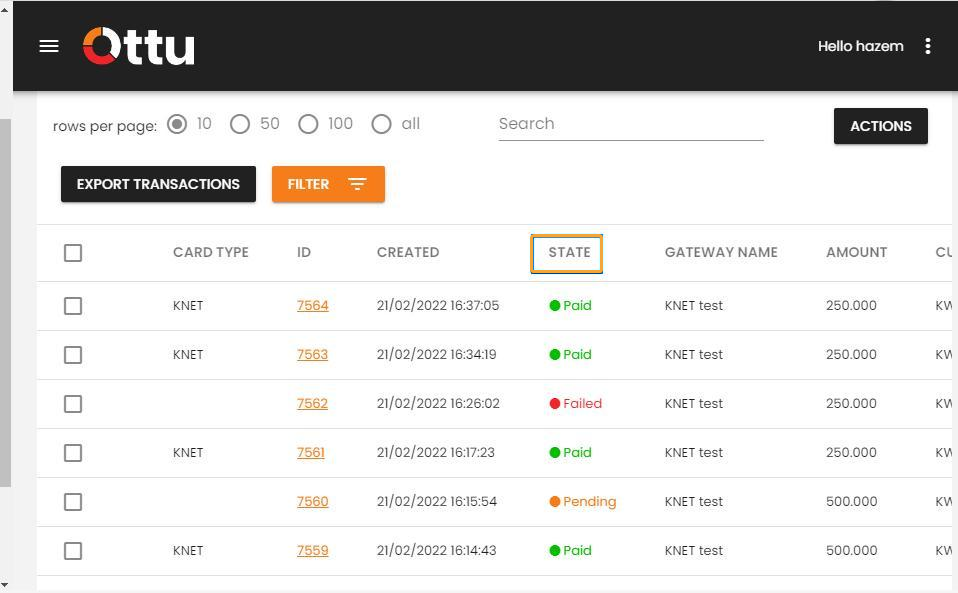 Ottu
Hello hazem
rows per page: 10 50 100 all Search ACTIONS
EXPORT TRANSACTIONS FILTER
CARD TYPE ID CREATED STATE GATEWAY NAME AMOUNT CU
KNET 7564 21/02/2022 16:37:05 Paid KNET test 250.000 KW
KNET 7563 21/02/2022 16:34:19 Paid KNET test 250.000 KW
7562 21/02/2022 16:26:02 Failed KNET test 250.000 KW
KNET 7561 21/02/2022 16:17:23 Paid KNET test 250.000 KW
7560 21/02/2022 16:15:54 Pending KNET test 500.000 KW
KNET 7559 21/02/2022 16:14:43 Paid KNET test 500.000 KW